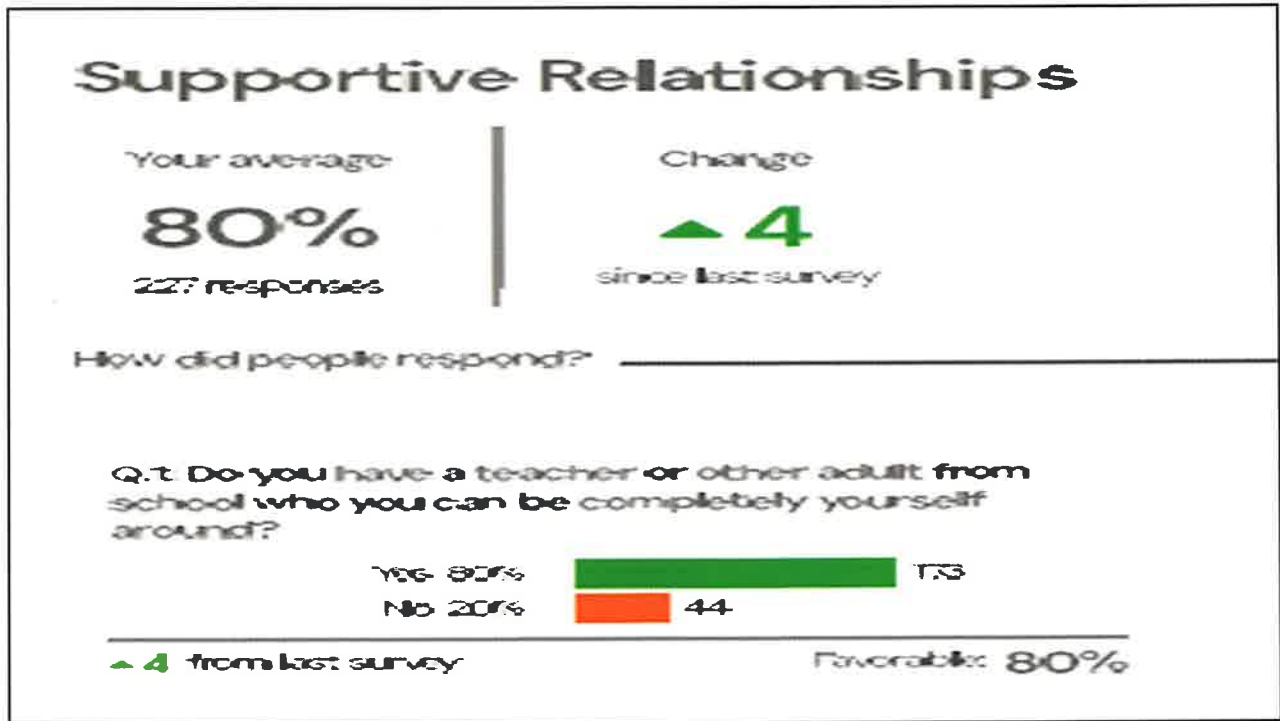 Supportive Relationships
Your average
Change
80%
▲ 4
responses
since last survey
How did people respond?
Q.1: Do you have a teacher or other adult from
school who you can be completely yourself
around?
Yes 80% 173
No 20% 44
▲ 4 from last survey
Favorable: 80%